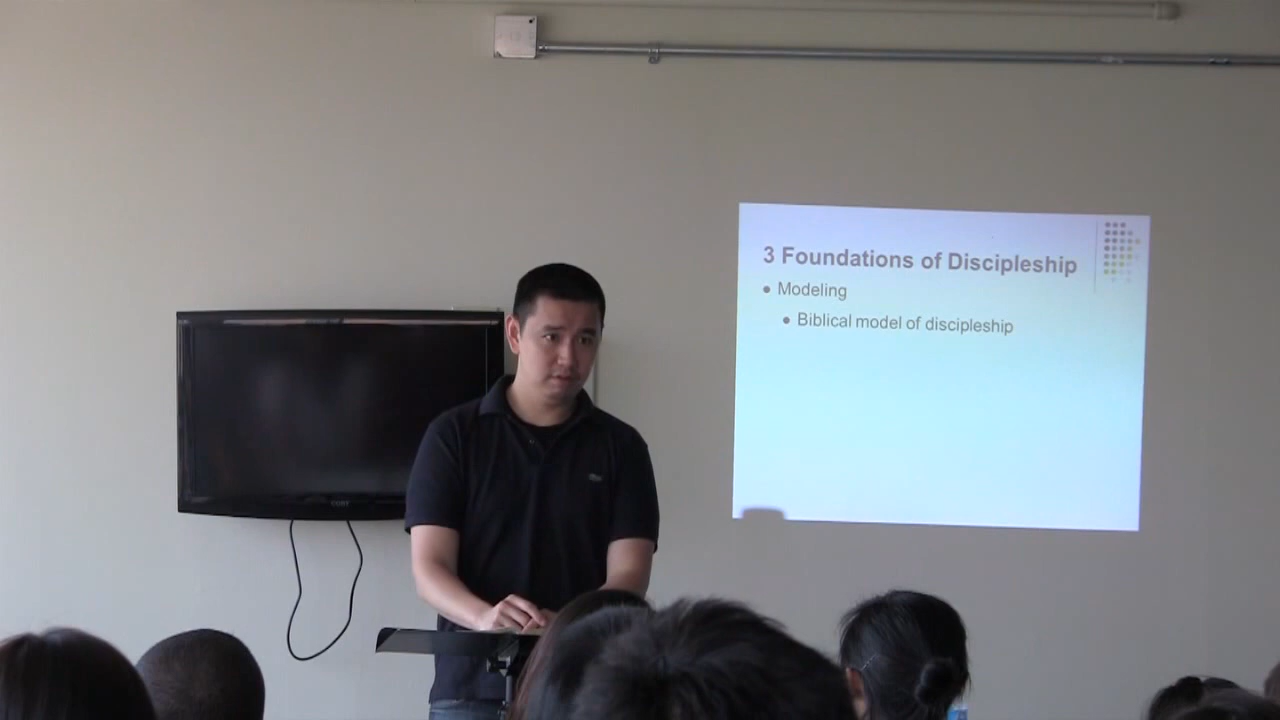 3 Foundations of Discipleship
Modeling
Biblical model of discipleship